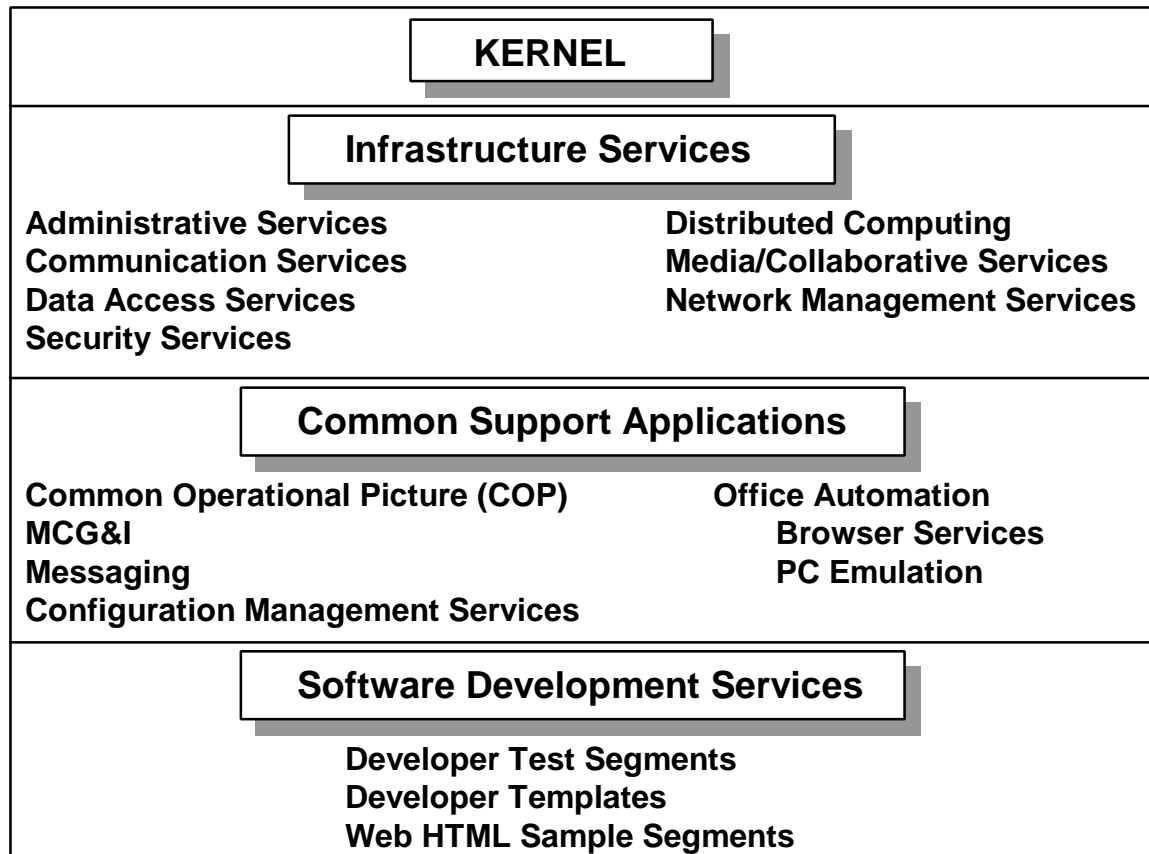 KERNEL
Infrastructure Services
Administrative Services
Communication Services
Data Access Services
Security Services
Distributed Computing
Media/Collaborative Services
Network Management Services
Common Support Applications
Common Operational Picture (COP)
MCG&I
Messaging
Configuration Management Services
Office Automation
Browser Services
PC Emulation
Software Development Services
Developer Test Segments
Developer Templates
Web HTML Sample Segments